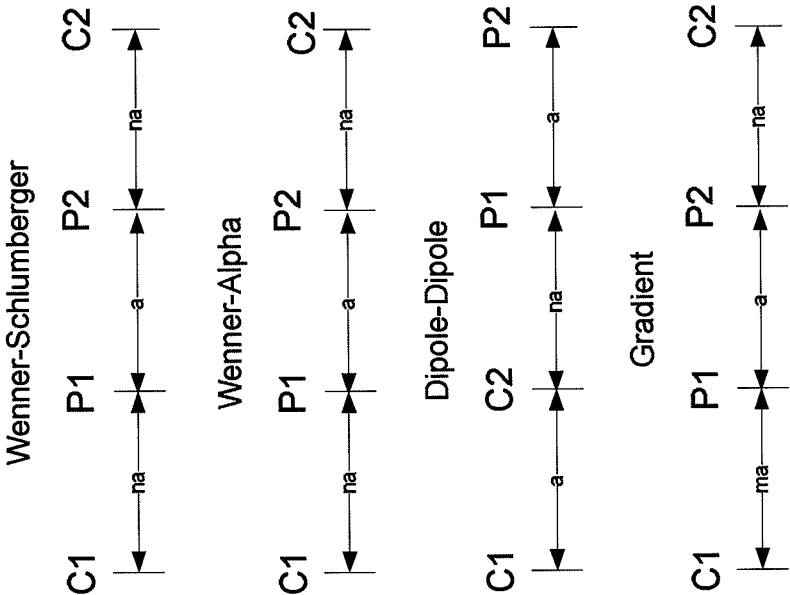 Wenner-Schlumberger
C1 P1 P2 C2
na a na
Wenner-Alpha
C1 P1 P2 C2
na a na
Dipole-Dipole
C1 C2 P1 P2
a na a
Gradient
C1 P1 P2 C2
ma a na